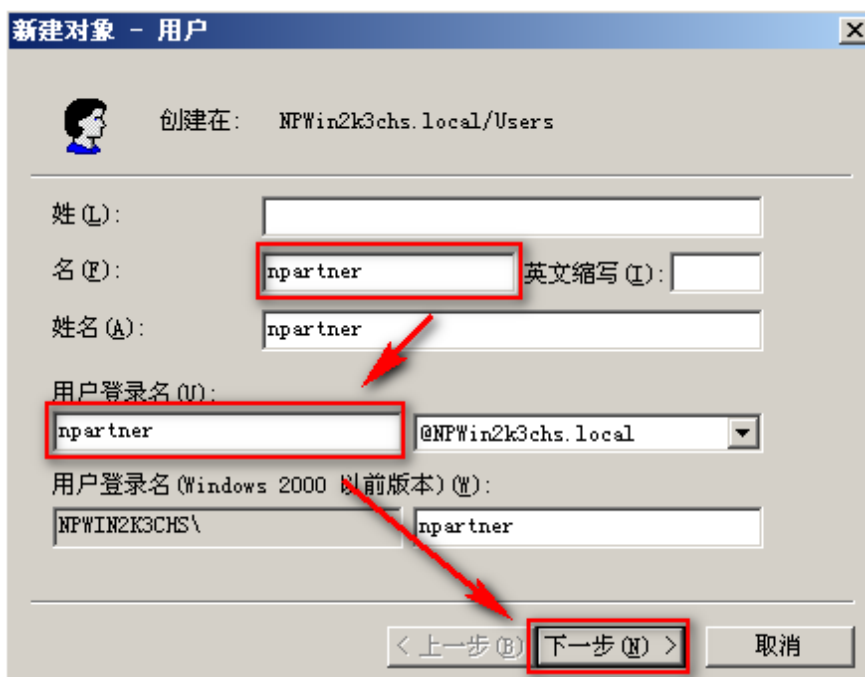 新建对象 - 用户
创建在: NPWin2k3chs.local/Users
姓(L):
名(F): npartner 英文缩写(I):
姓名(A): npartner
用户登录名(U):
npartner @NPWin2k3chs.local
用户登录名(Windows 2000 以前版本)(W):
NPWIN2K3CHS\ npartner
< 上一步(B) 下一步(N) > 取消